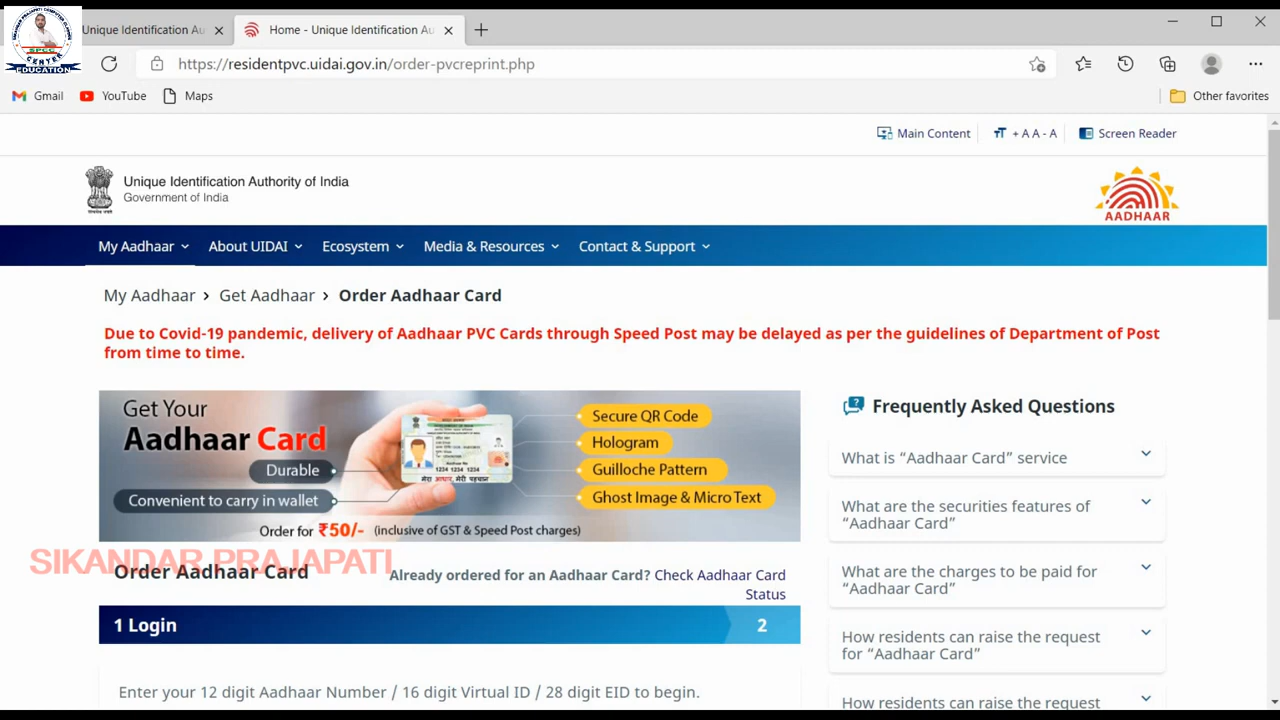 Unique Identification Au
Home - Unique Identification Au
https://residentpvc.uidai.gov.in/order-pvcreprint.php
Gmail
YouTube
Maps
Other favorites
SPCC
CENTER
EDUCATION
Main Content
+ A A - A
Screen Reader
Unique Identification Authority of India
Government of India
AADHAAR
My Aadhaar
About UIDAI
Ecosystem
Media & Resources
Contact & Support
My Aadhaar > Get Aadhaar > Order Aadhaar Card
Due to Covid-19 pandemic, delivery of Aadhaar PVC Cards through Speed Post may be delayed as per the guidelines of Department of Post
from time to time.
Get Your
Aadhaar Card
Durable
Convenient to carry in wallet
1234 1234 1234
मेरा आधार, मेरी पहचान
Secure QR Code
Hologram
Guilloche Pattern
Ghost Image & Micro Text
Order for ₹50/- (inclusive of GST & Speed Post charges)
SIKANDAR PRAJAPATI
Order Aadhaar Card
Already ordered for an Aadhaar Card? Check Aadhaar Card
Status
1 Login
2
Enter your 12 digit Aadhaar Number / 16 digit Virtual ID / 28 digit EID to begin.
Frequently Asked Questions
What is “Aadhaar Card” service
What are the securities features of
“Aadhaar Card”
What are the charges to be paid for
“Aadhaar Card”
How residents can raise the request
for “Aadhaar Card”
How residents can raise the request